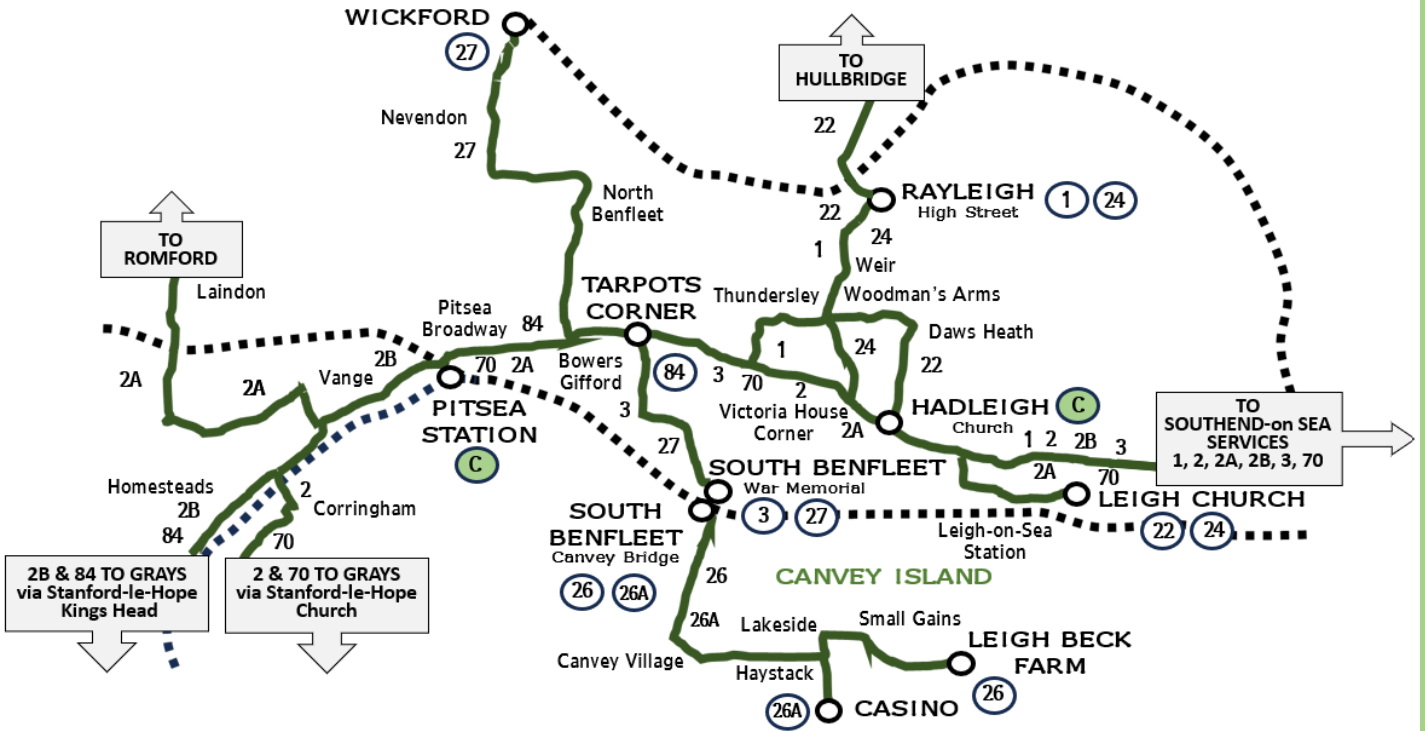 WICKFORD
27
Nevendon
27
North
Benfleet
TO
HULLBRIDGE
22
RAYLEIGH
High Street
1
24
22
24
1
Weir
TO
ROMFORD
Laindon
2A
2A
Vange
2B
Pitsea
Broadway
84
70
2A
PITSEA
STATION
C
TARPOTS
CORNER
Bowers
Gifford
84
3
70
2
Thundersley
Woodman's Arms
Daws Heath
1
24
22
Victoria House
Corner
2A
HADLEIGH
Church
C
1
2
2B
3
2A
70
TO
SOUTHEND-on SEA
SERVICES
1, 2, 2A, 2B, 3, 70
LEIGH CHURCH
22
24
Leigh-on-Sea
Station
3
27
SOUTH BENFLEET
War Memorial
3
27
SOUTH
BENFLEET
Canvey Bridge
26
26A
26
26A
CANVEY ISLAND
Canvey Village
Lakeside
Small Gains
Haystack
LEIGH BECK
FARM
26
26A
CASINO
Homesteads
2B
84
2
Corringham
70
2B & 84 TO GRAYS
via Stanford-le-Hope
Kings Head
2 & 70 TO GRAYS
via Stanford-le-Hope
Church